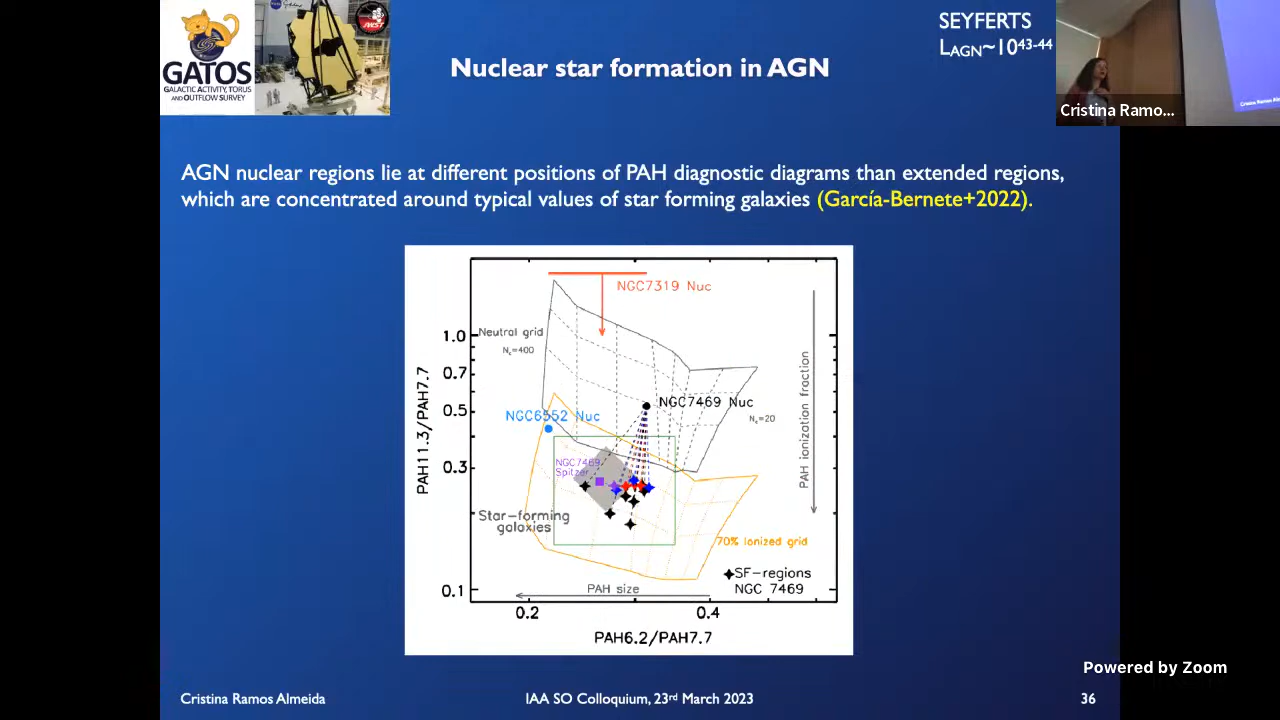 GATOS
GALACTIC ACTIVITY, TORUS
AND OUTFLOW SURVEY
Nuclear star formation in AGN
SEYFERTS
LAGN~1043-44
Cristina Ramo...
AGN nuclear regions lie at different positions of PAH diagnostic diagrams than extended regions,
which are concentrated around typical values of star forming galaxies (García-Bernete+2022).
NGC7319 Nuc
Neutral grid
Nc=400
NGC7469 Nuc
NGC6552 Nuc
Nc=20
NGC7469
Spitzer
Star-forming
galaxies
70% Ionized grid
SF-regions
NGC 7469
PAH size
PAH ionization fraction
1.0
0.7
0.5
0.3
0.1
PAH11.3/PAH7.7
0.2
0.4
PAH6.2/PAH7.7
Powered by Zoom
Cristina Ramos Almeida
IAA SO Colloquium, 23rd March 2023
36